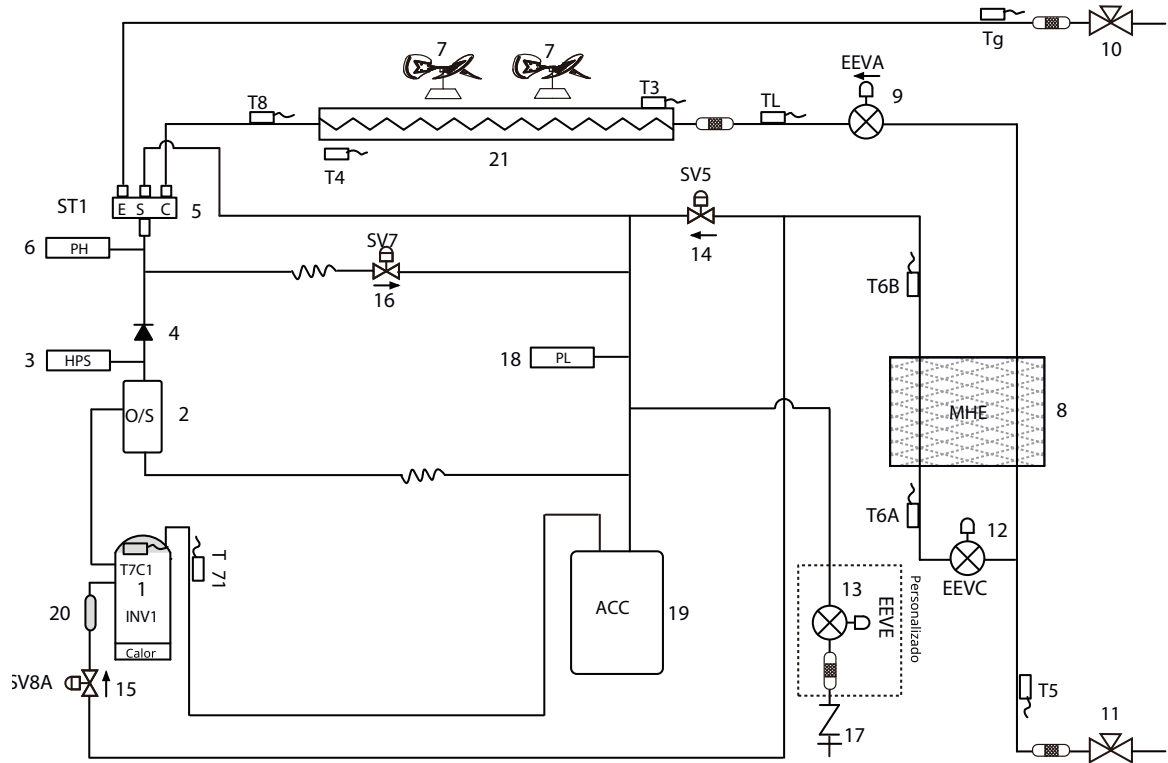 Tg
10
7
7
EEVA
9
T8
T3
TL
21
T4
ST1
E S C
5
SV5
14
6
PH
SV7
16
T6B
4
3
HPS
18
PL
O/S
2
MHE
8
T6A
12
EEVC
T7C1
1
INV1
Calor
T71
20
ACC
19
13
EEVE
Personalizado
SV8A
15
T5
17
11